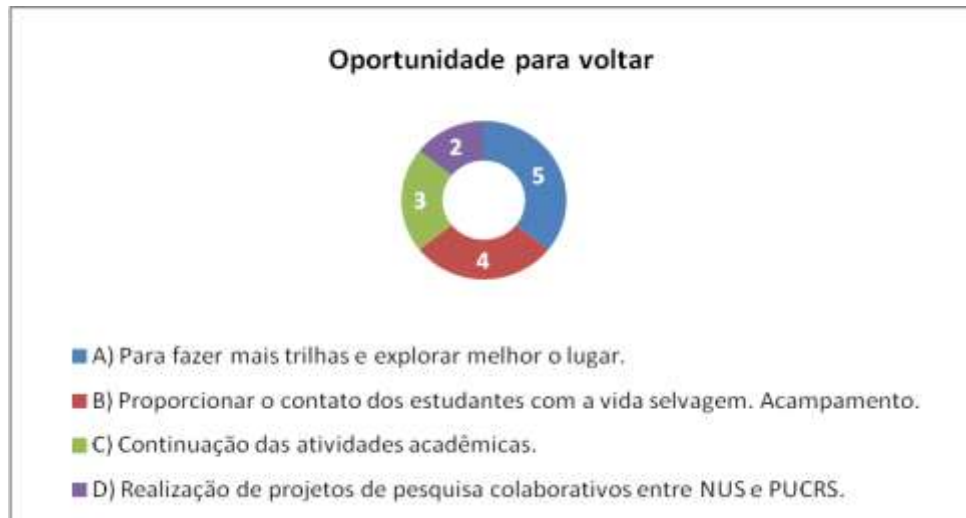 Oportunidade para voltar
2
5
3
4
A) Para fazer mais trilhas e explorar melhor o lugar.
B) Proporcionar o contato dos estudantes com a vida selvagem. Acampamento.
C) Continuação das atividades acadêmicas.
D) Realização de projetos de pesquisa colaborativos entre NUS e PUCRS.